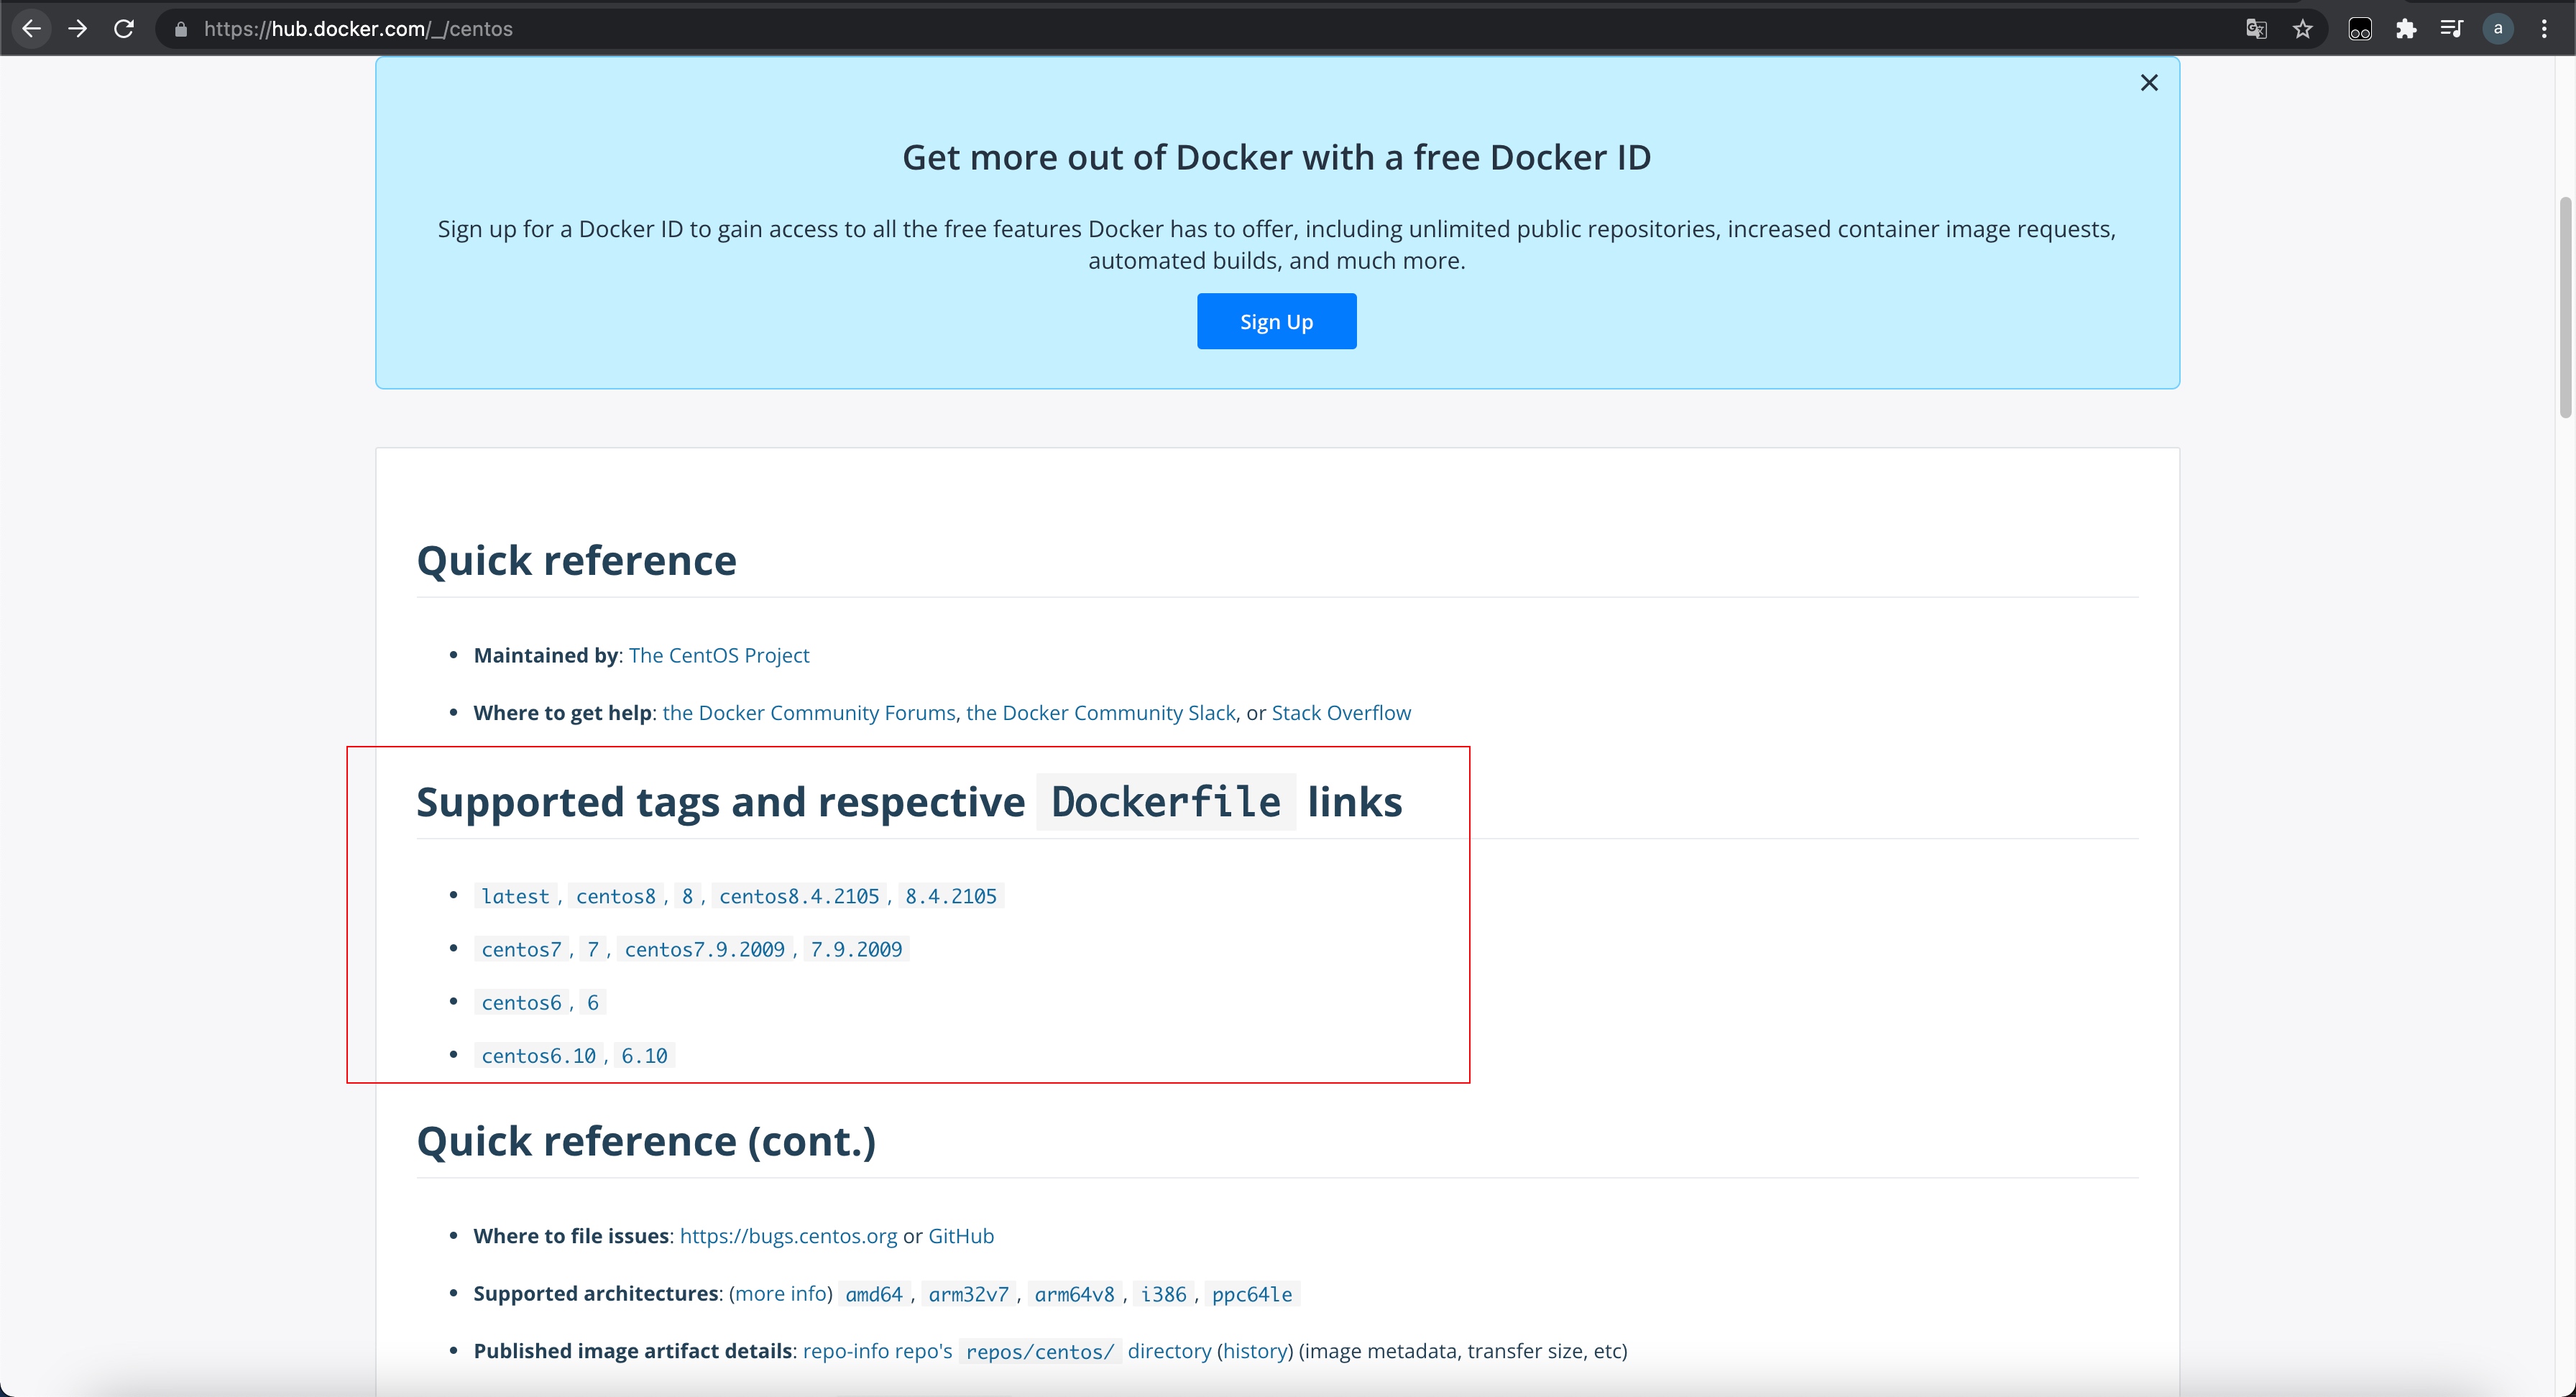 https://hub.docker.com/_/centos
a
Get more out of Docker with a free Docker ID
Sign up for a Docker ID to gain access to all the free features Docker has to offer, including unlimited public repositories, increased container image requests,
automated builds, and much more.
Sign Up
Quick reference
• Maintained by: The CentOS Project
• Where to get help: the Docker Community Forums, the Docker Community Slack, or Stack Overflow
Supported tags and respective Dockerfile links
• latest, centos8, 8, centos8.4.2105, 8.4.2105
• centos7, 7, centos7.9.2009, 7.9.2009
• centos6, 6
• centos6.10, 6.10
Quick reference (cont.)
• Where to file issues: https://bugs.centos.org or GitHub
• Supported architectures: (more info) amd64, arm32v7, arm64v8, i386, ppc64le
• Published image artifact details: repo-info repo's repos/centos/ directory (history) (image metadata, transfer size, etc)